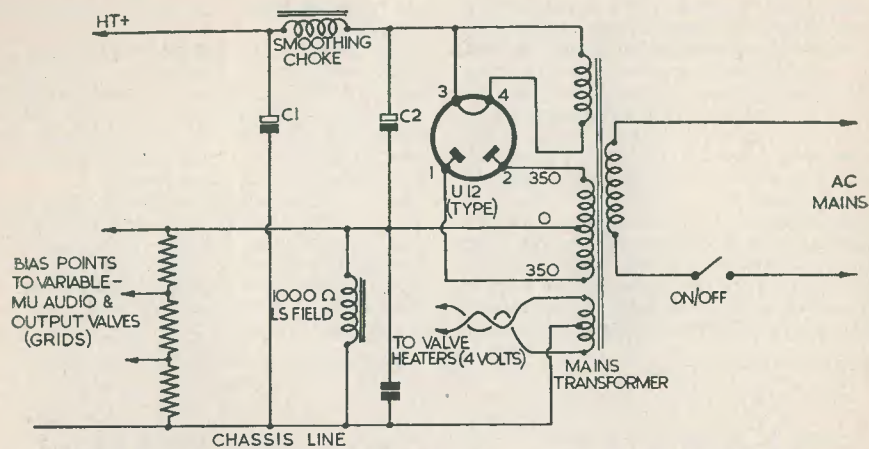 HT+
SMOOTHING
CHOKE
C1
C2
3
4
1
2
U12
(TYPE)
350
0
350
AC
MAINS
ON/OFF
BIAS POINTS
TO VARIABLE-
MU AUDIO &
OUTPUT VALVES
(GRIDS)
1000 Ω
LS FIELD
TO VALVE
HEATERS (4 VOLTS)
MAINS
TRANSFORMER
CHASSIS LINE